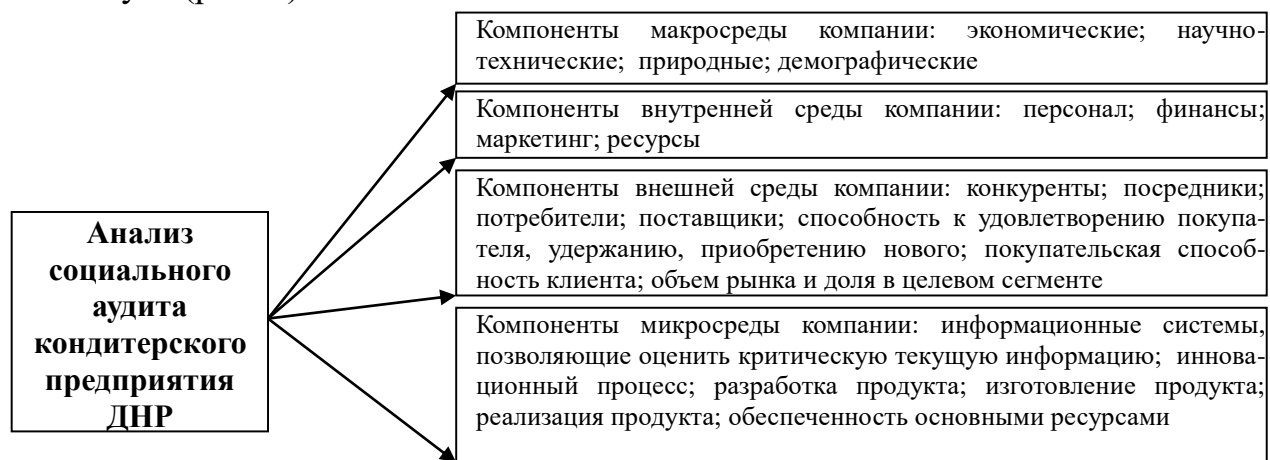 Анализ
социального
аудита
кондитерского
предприятия
ДНР
Компоненты макросреды компании: экономические; научно-
технические; природные; демографические
Компоненты внутренней среды компании: персонал; финансы;
маркетинг; ресурсы
Компоненты внешней среды компании: конкуренты; посредники;
потребители; поставщики; способность к удовлетворению покупа-
теля, удержанию, приобретению нового; покупательская способ-
ность клиента; объем рынка и доля в целевом сегменте
Компоненты микросреды компании: информационные системы,
позволяющие оценить критическую текущую информацию; иннова-
ционный процесс; разработка продукта; изготовление продукта;
реализация продукта; обеспеченность основными ресурсами